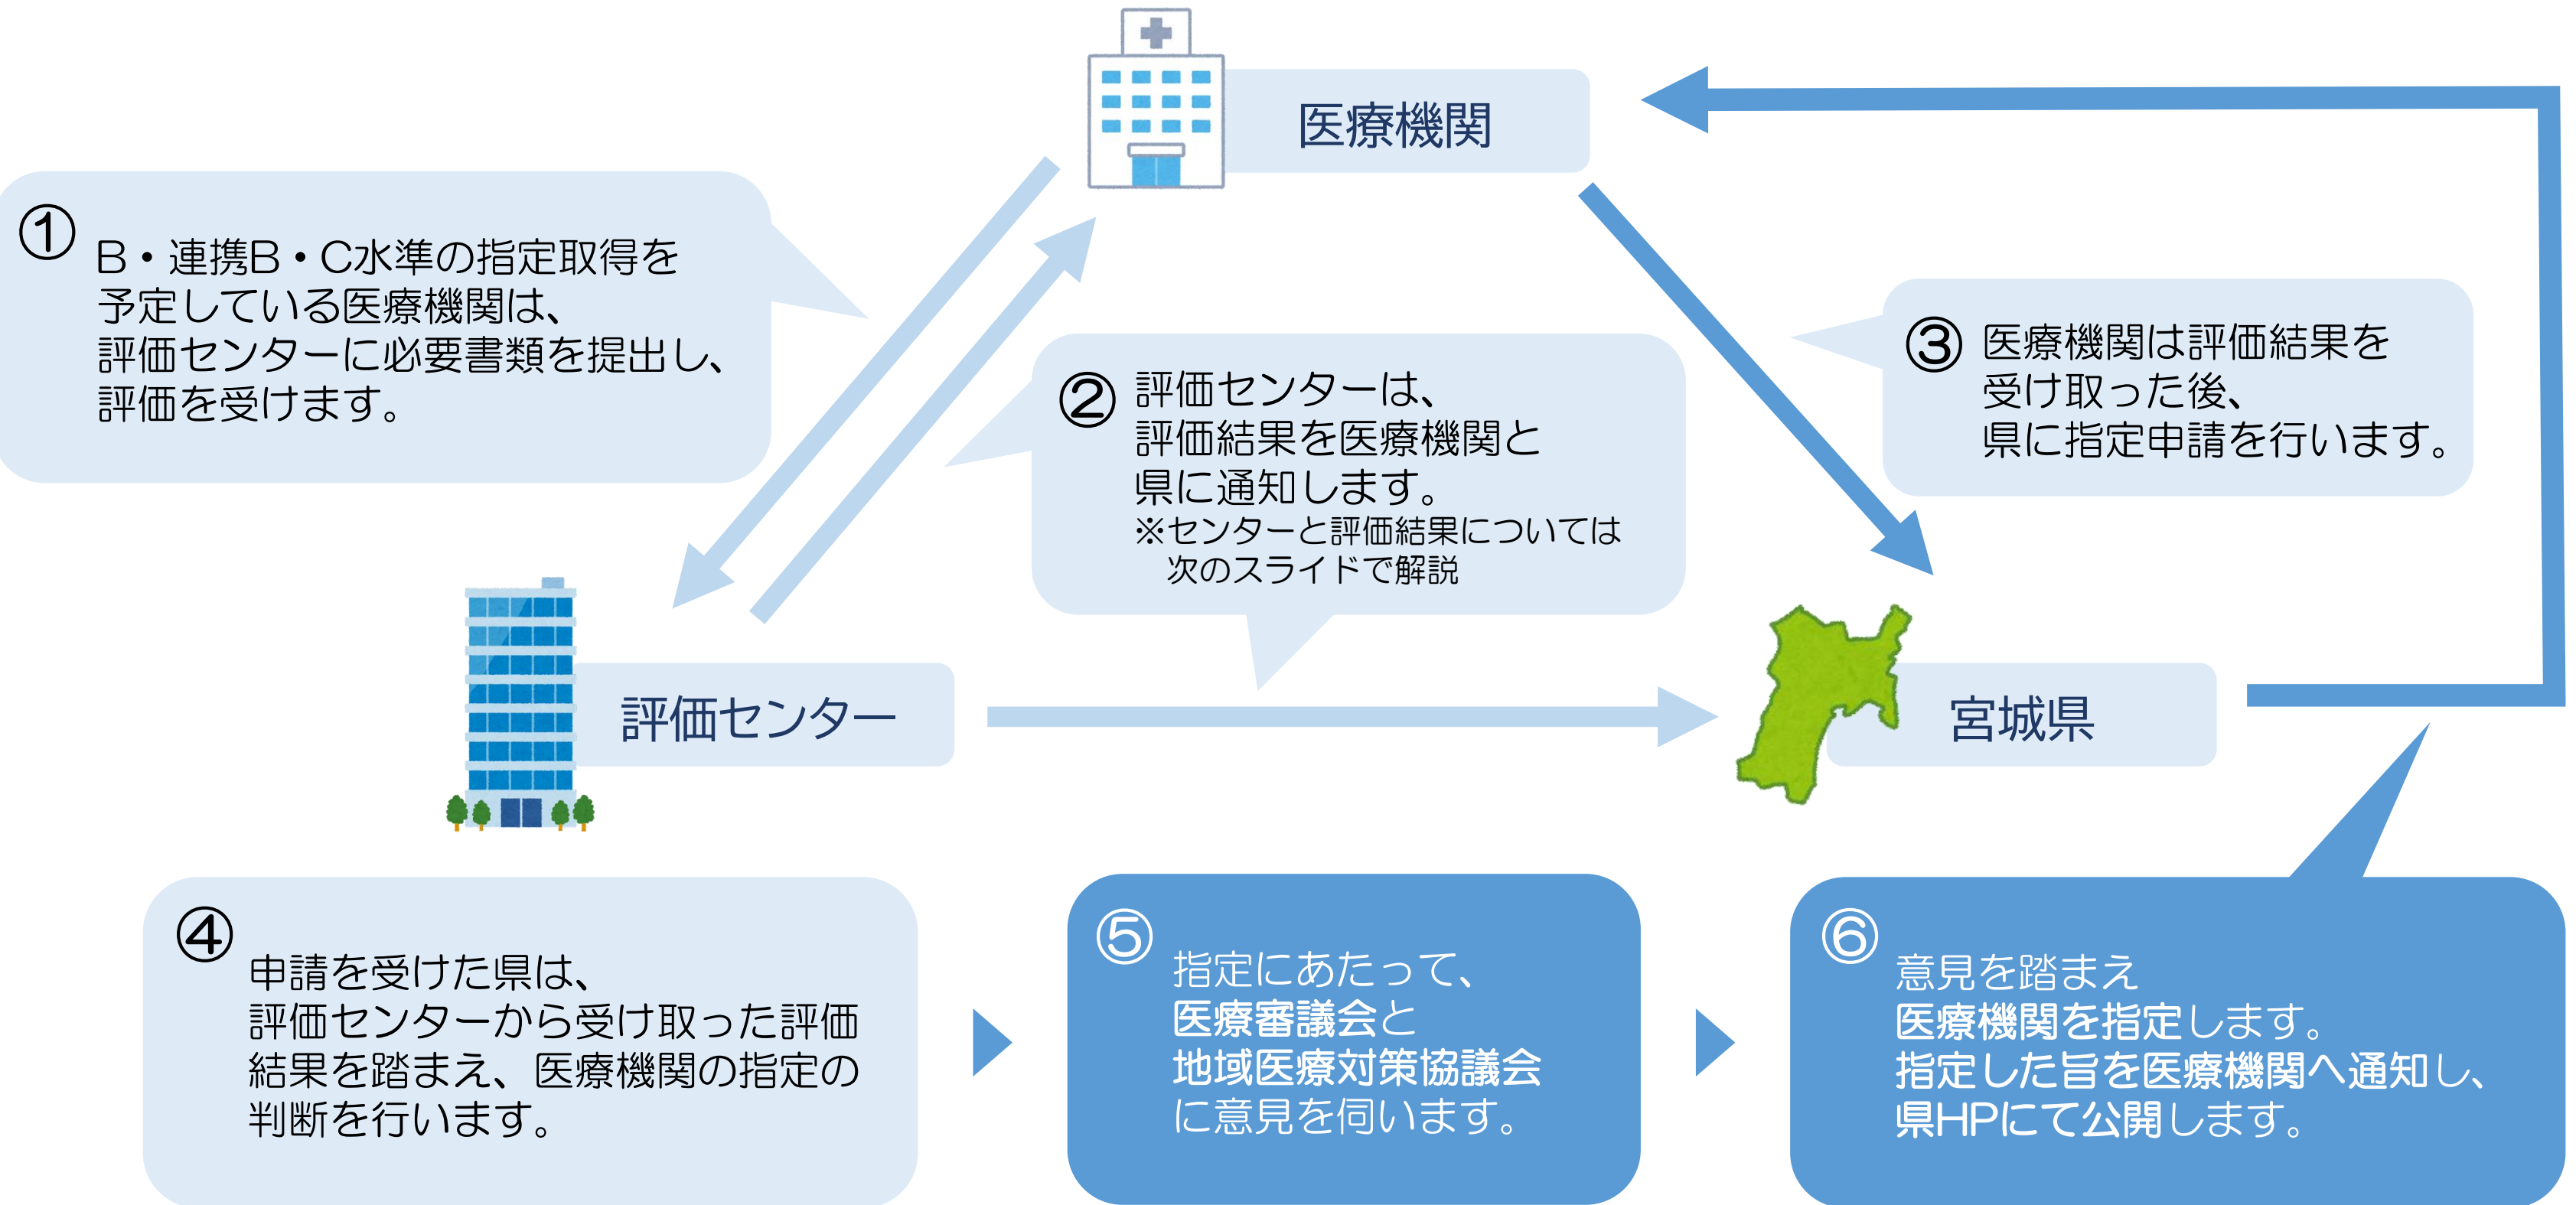 医療機関
①
B・連携B・C水準の指定取得を
予定している医療機関は、
評価センターに必要書類を提出し、
評価を受けます。
②
評価センターは、
評価結果を医療機関と
県に通知します。
※センターと評価結果については
次のスライドで解説
③
医療機関は評価結果を
受け取った後、
県に指定申請を行います。
評価センター
宮城県
④
申請を受けた県は、
評価センターから受け取った評価
結果を踏まえ、医療機関の指定の
判断を行います。
⑤
指定にあたって、
医療審議会と
地域医療対策協議会
に意見を伺います。
⑥
意見を踏まえ
医療機関を指定します。
指定した旨を医療機関へ通知し、
県HPにて公開します。